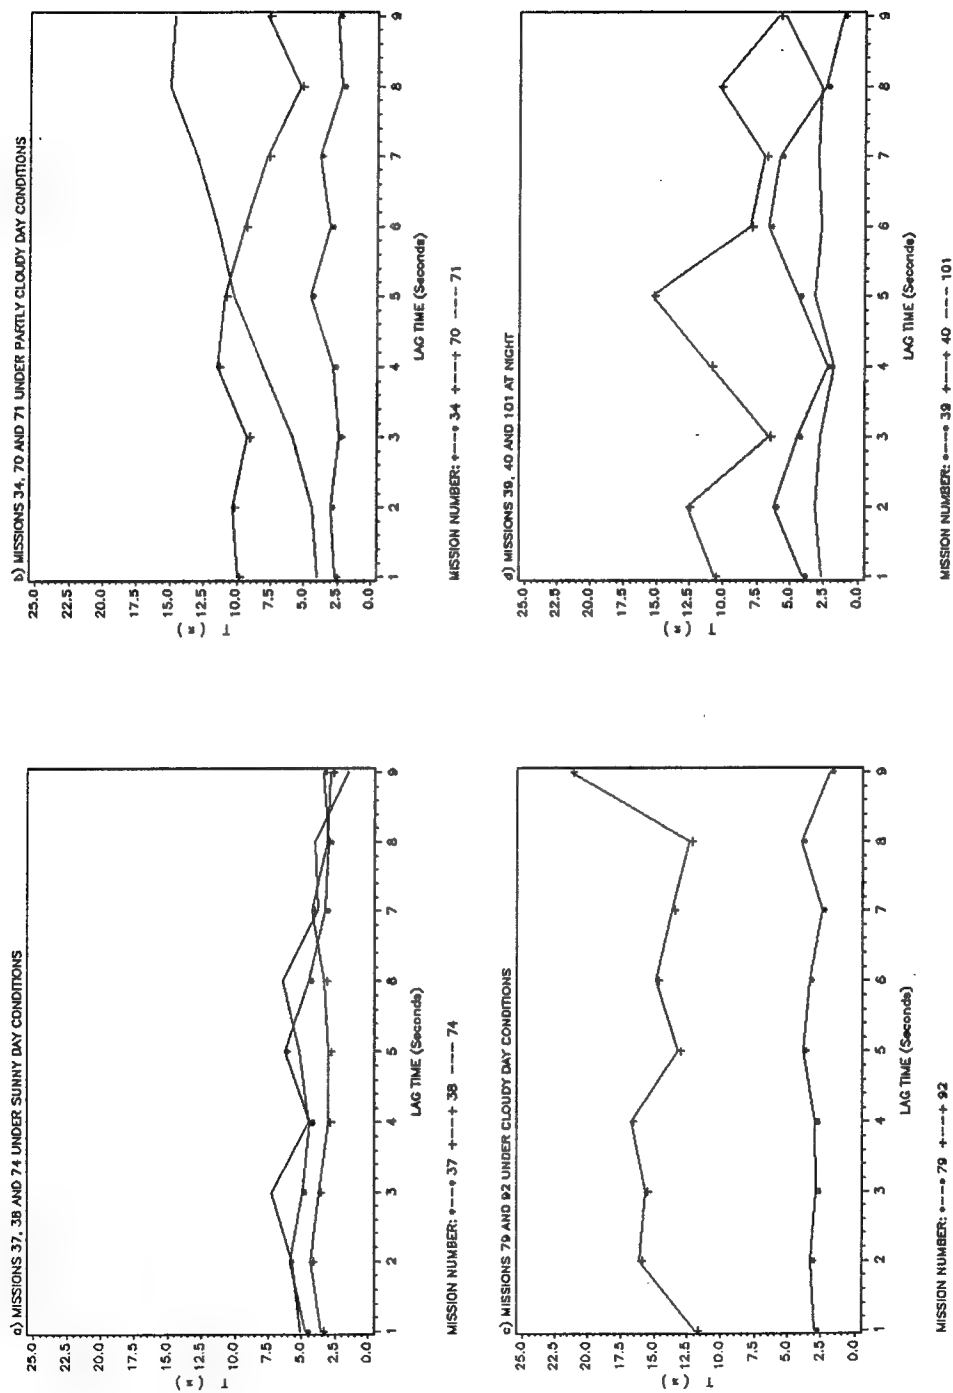 a) MISSIONS 37, 38 AND 74 UNDER SUNNY DAY CONDITIONS
25.0
22.5
20.0
17.5
15.0
12.5
10.0
7.5
5.0
2.5
0.0
T (%)
1 2 3 4 5 6 7 8 9
LAG TIME (Seconds)
MISSION NUMBER: •---• 37 +---+ 38 ---- 74
b) MISSIONS 34, 70 AND 71 UNDER PARTLY CLOUDY DAY CONDITIONS
25.0
22.5
20.0
17.5
15.0
12.5
10.0
7.5
5.0
2.5
0.0
T (%)
1 2 3 4 5 6 7 8 9
LAG TIME (Seconds)
MISSION NUMBER: •---• 34 +---+ 70 ---- 71
c) MISSIONS 79 AND 92 UNDER CLOUDY DAY CONDITIONS
25.0
22.5
20.0
17.5
15.0
12.5
10.0
7.5
5.0
2.5
0.0
T (%)
1 2 3 4 5 6 7 8 9
LAG TIME (Seconds)
MISSION NUMBER: •---• 79 +---+ 92
d) MISSIONS 39, 40 AND 101 AT NIGHT
25.0
22.5
20.0
17.5
15.0
12.5
10.0
7.5
5.0
2.5
0.0
T (%)
1 2 3 4 5 6 7 8 9
LAG TIME (Seconds)
MISSION NUMBER: •---• 39 +---+ 40 ---- 101